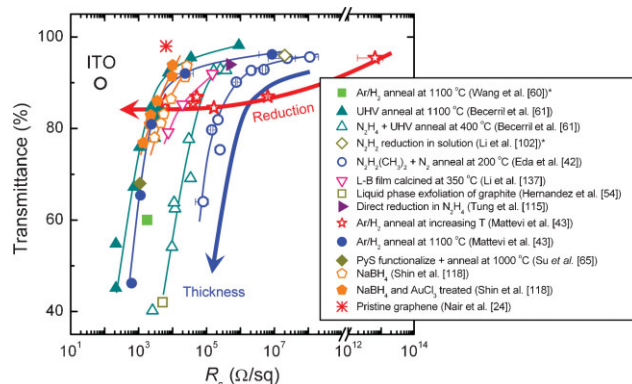 100
80
60
40
Transmittance (%)
ITO
Reduction
Thickness
10¹ 10³ 10⁵ 10⁷ 10¹² 10¹⁴
Rₛ (Ω/sq)
Ar/H₂ anneal at 1100 °C (Wang et al. [60])*
UHV anneal at 1100 °C (Becerril et al. [61])
N₂H₄ + UHV anneal at 400 °C (Becerril et al. [61])
N₂H₂ reduction in solution (Li et al. [102])*
N₂H₂(CH₃)₂ + N₂ anneal at 200 °C (Eda et al. [42])
L-B film calcined at 350 °C (Li et al. [137])
Liquid phase exfoliation of graphite (Hernandez et al. [54])
Direct reduction in N₂H₄ (Tung et al. [115])
Ar/H₂ anneal at increasing T (Mattevi et al. [43])
Ar/H₂ anneal at 1100 °C (Mattevi et al. [43])
PyS functionalize + anneal at 1000 °C (Su et al. [65])
NaBH₄ (Shin et al. [118])
NaBH₄ and AuCl₃ treated (Shin et al. [118])
Pristine graphene (Nair et al. [24])